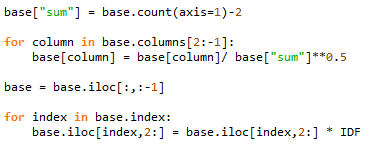 base["sum"] = base.count(axis=1)-2
for column in base.columns[2:-1]:
    base[column] = base[column]/ base["sum"]**0.5
base = base.iloc[:,:-1]
for index in base.index:
    base.iloc[index,2:] = base.iloc[index,2:] * IDF